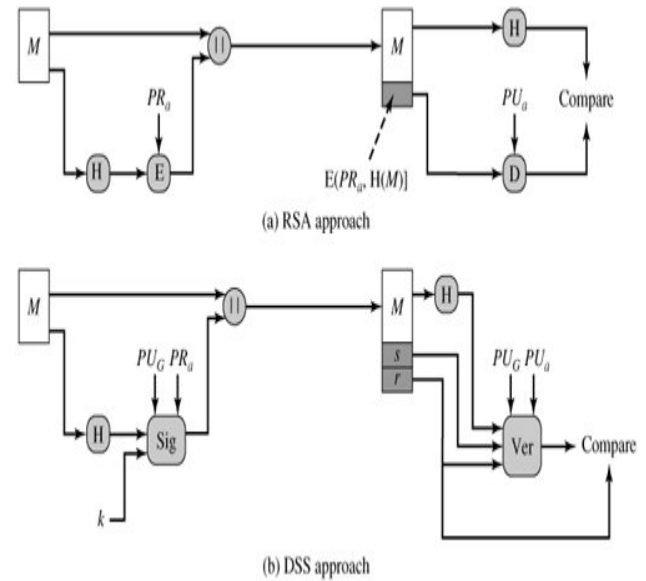 M
||
M
H
PRa
PUa
Compare
H
E
D
E(PRa, H(M)]
(a) RSA approach
M
||
M
H
s
r
PUG PRa
PUG PUa
H
Sig
Ver
Compare
k
(b) DSS approach